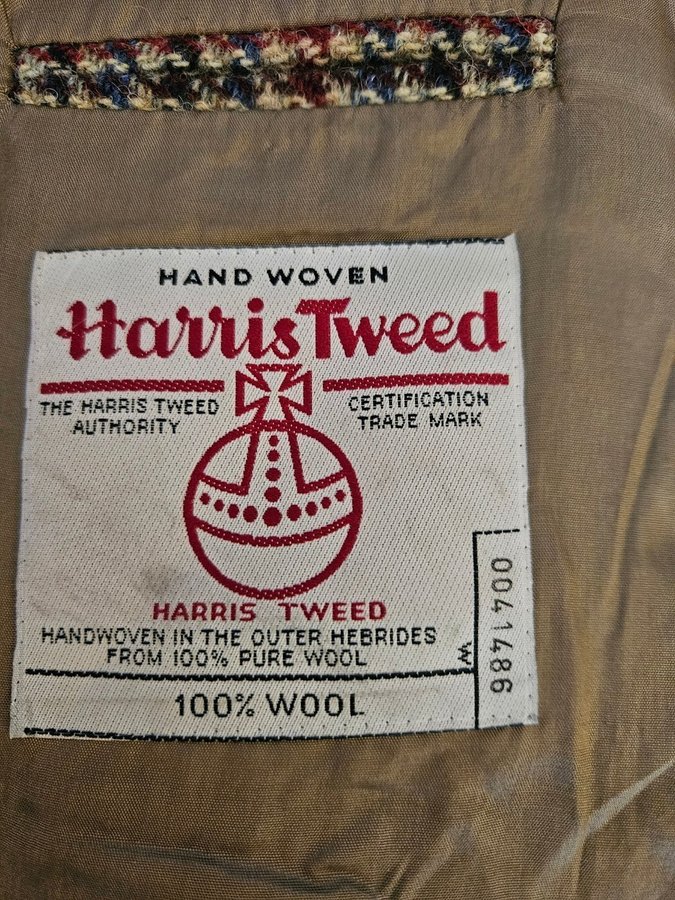 HAND WOVEN
Harris Tweed
THE HARRIS TWEED
AUTHORITY
CERTIFICATION
TRADE MARK
HARRIS TWEED
HANDWOVEN IN THE OUTER HEBRIDES
FROM 100% PURE WOOL
W
100% WOOL
0041486